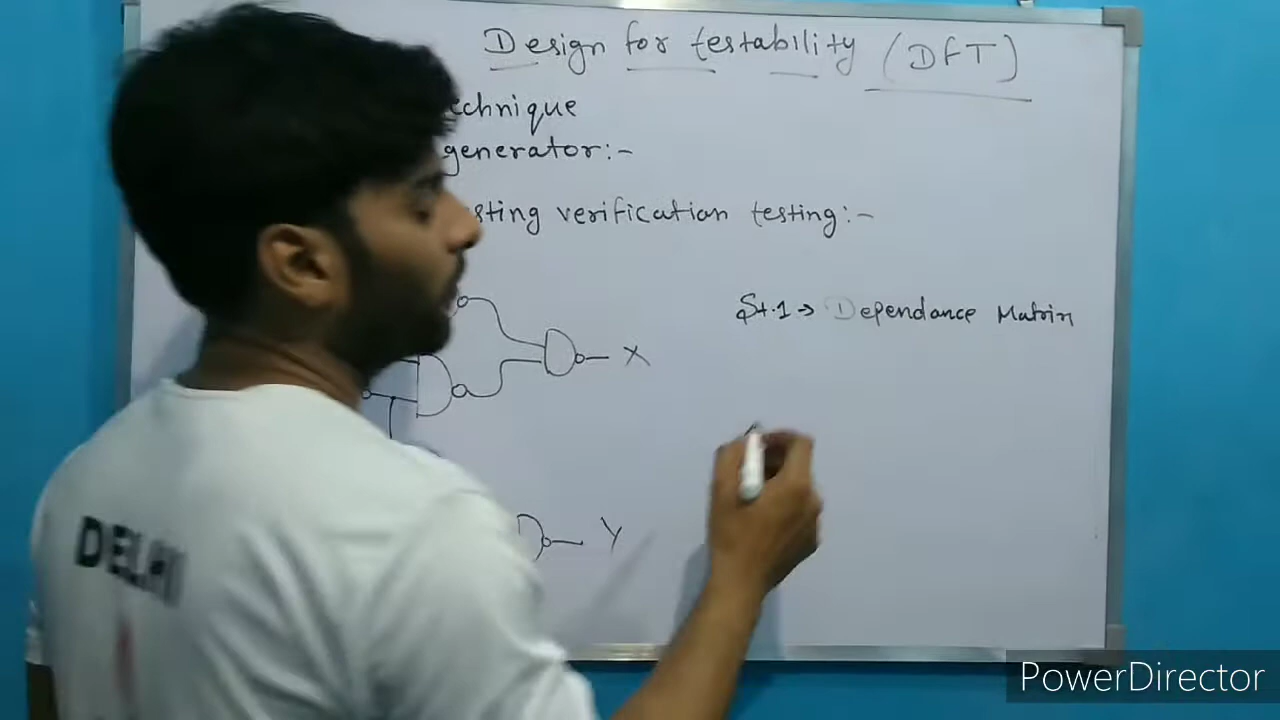 Design for testability (DFT)
echnique
generator:-
sting verification testing:-
St.1 → Dependance Matrix
X
Y
DELHI
PowerDirector